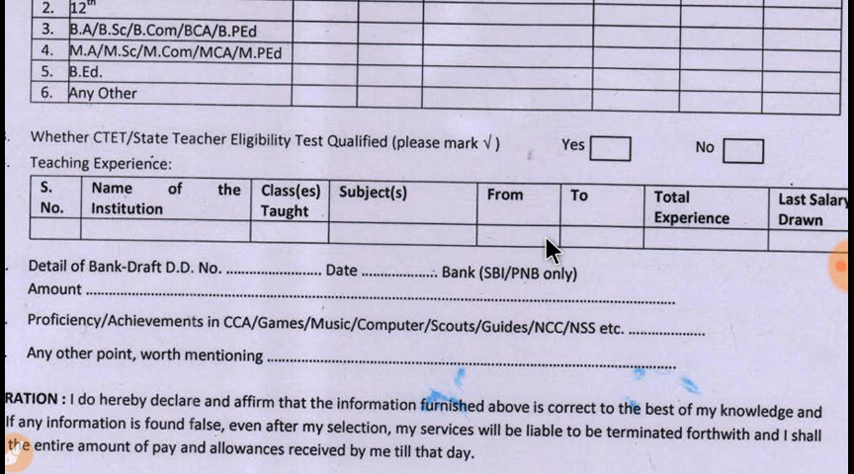 2. 12th
3. B.A/B.Sc/B.Com/BCA/B.PEd
4. M.A/M.Sc/M.Com/MCA/M.PEd
5. B.Ed.
6. Any Other
Whether CTET/State Teacher Eligibility Test Qualified (please mark √ ) Yes No
Teaching Experience:
S. No. Name of the Institution Class(es) Taught Subject(s) From To Total Experience Last Salary Drawn
Detail of Bank-Draft D.D. No. ...................... Date .................. Bank (SBI/PNB only)
Amount ................................................................
Proficiency/Achievements in CCA/Games/Music/Computer/Scouts/Guides/NCC/NSS etc. ..................
Any other point, worth mentioning ................................................................
RATION : I do hereby declare and affirm that the information furnished above is correct to the best of my knowledge and
If any information is found false, even after my selection, my services will be liable to be terminated forthwith and I shall
the entire amount of pay and allowances received by me till that day.